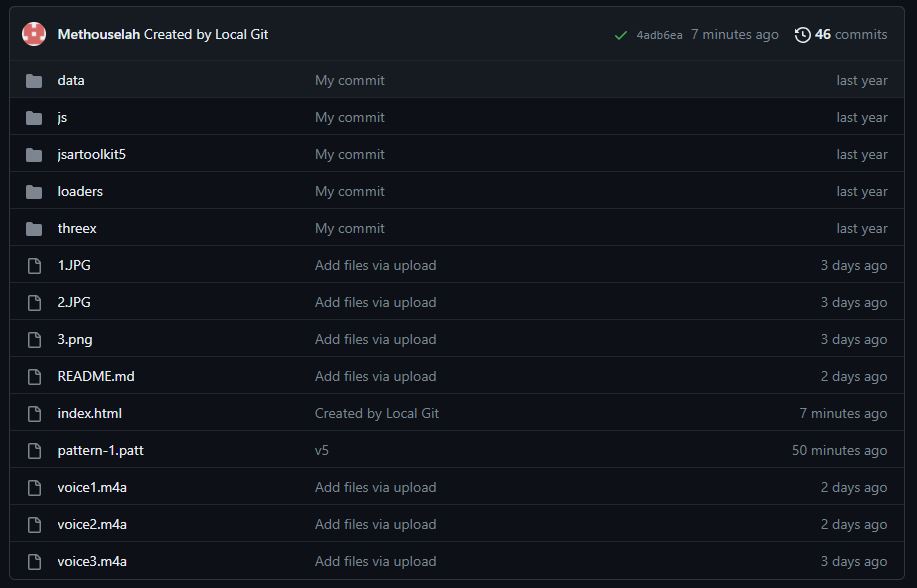 Methouselah Created by Local Git 4adb6ea 7 minutes ago 46 commits
data My commit last year
js My commit last year
jsartoolkit5 My commit last year
loaders My commit last year
threex My commit last year
1.JPG Add files via upload 3 days ago
2.JPG Add files via upload 3 days ago
3.png Add files via upload 3 days ago
README.md Add files via upload 2 days ago
index.html Created by Local Git 7 minutes ago
pattern-1.patt v5 50 minutes ago
voice1.m4a Add files via upload 2 days ago
voice2.m4a Add files via upload 2 days ago
voice3.m4a Add files via upload 3 days ago